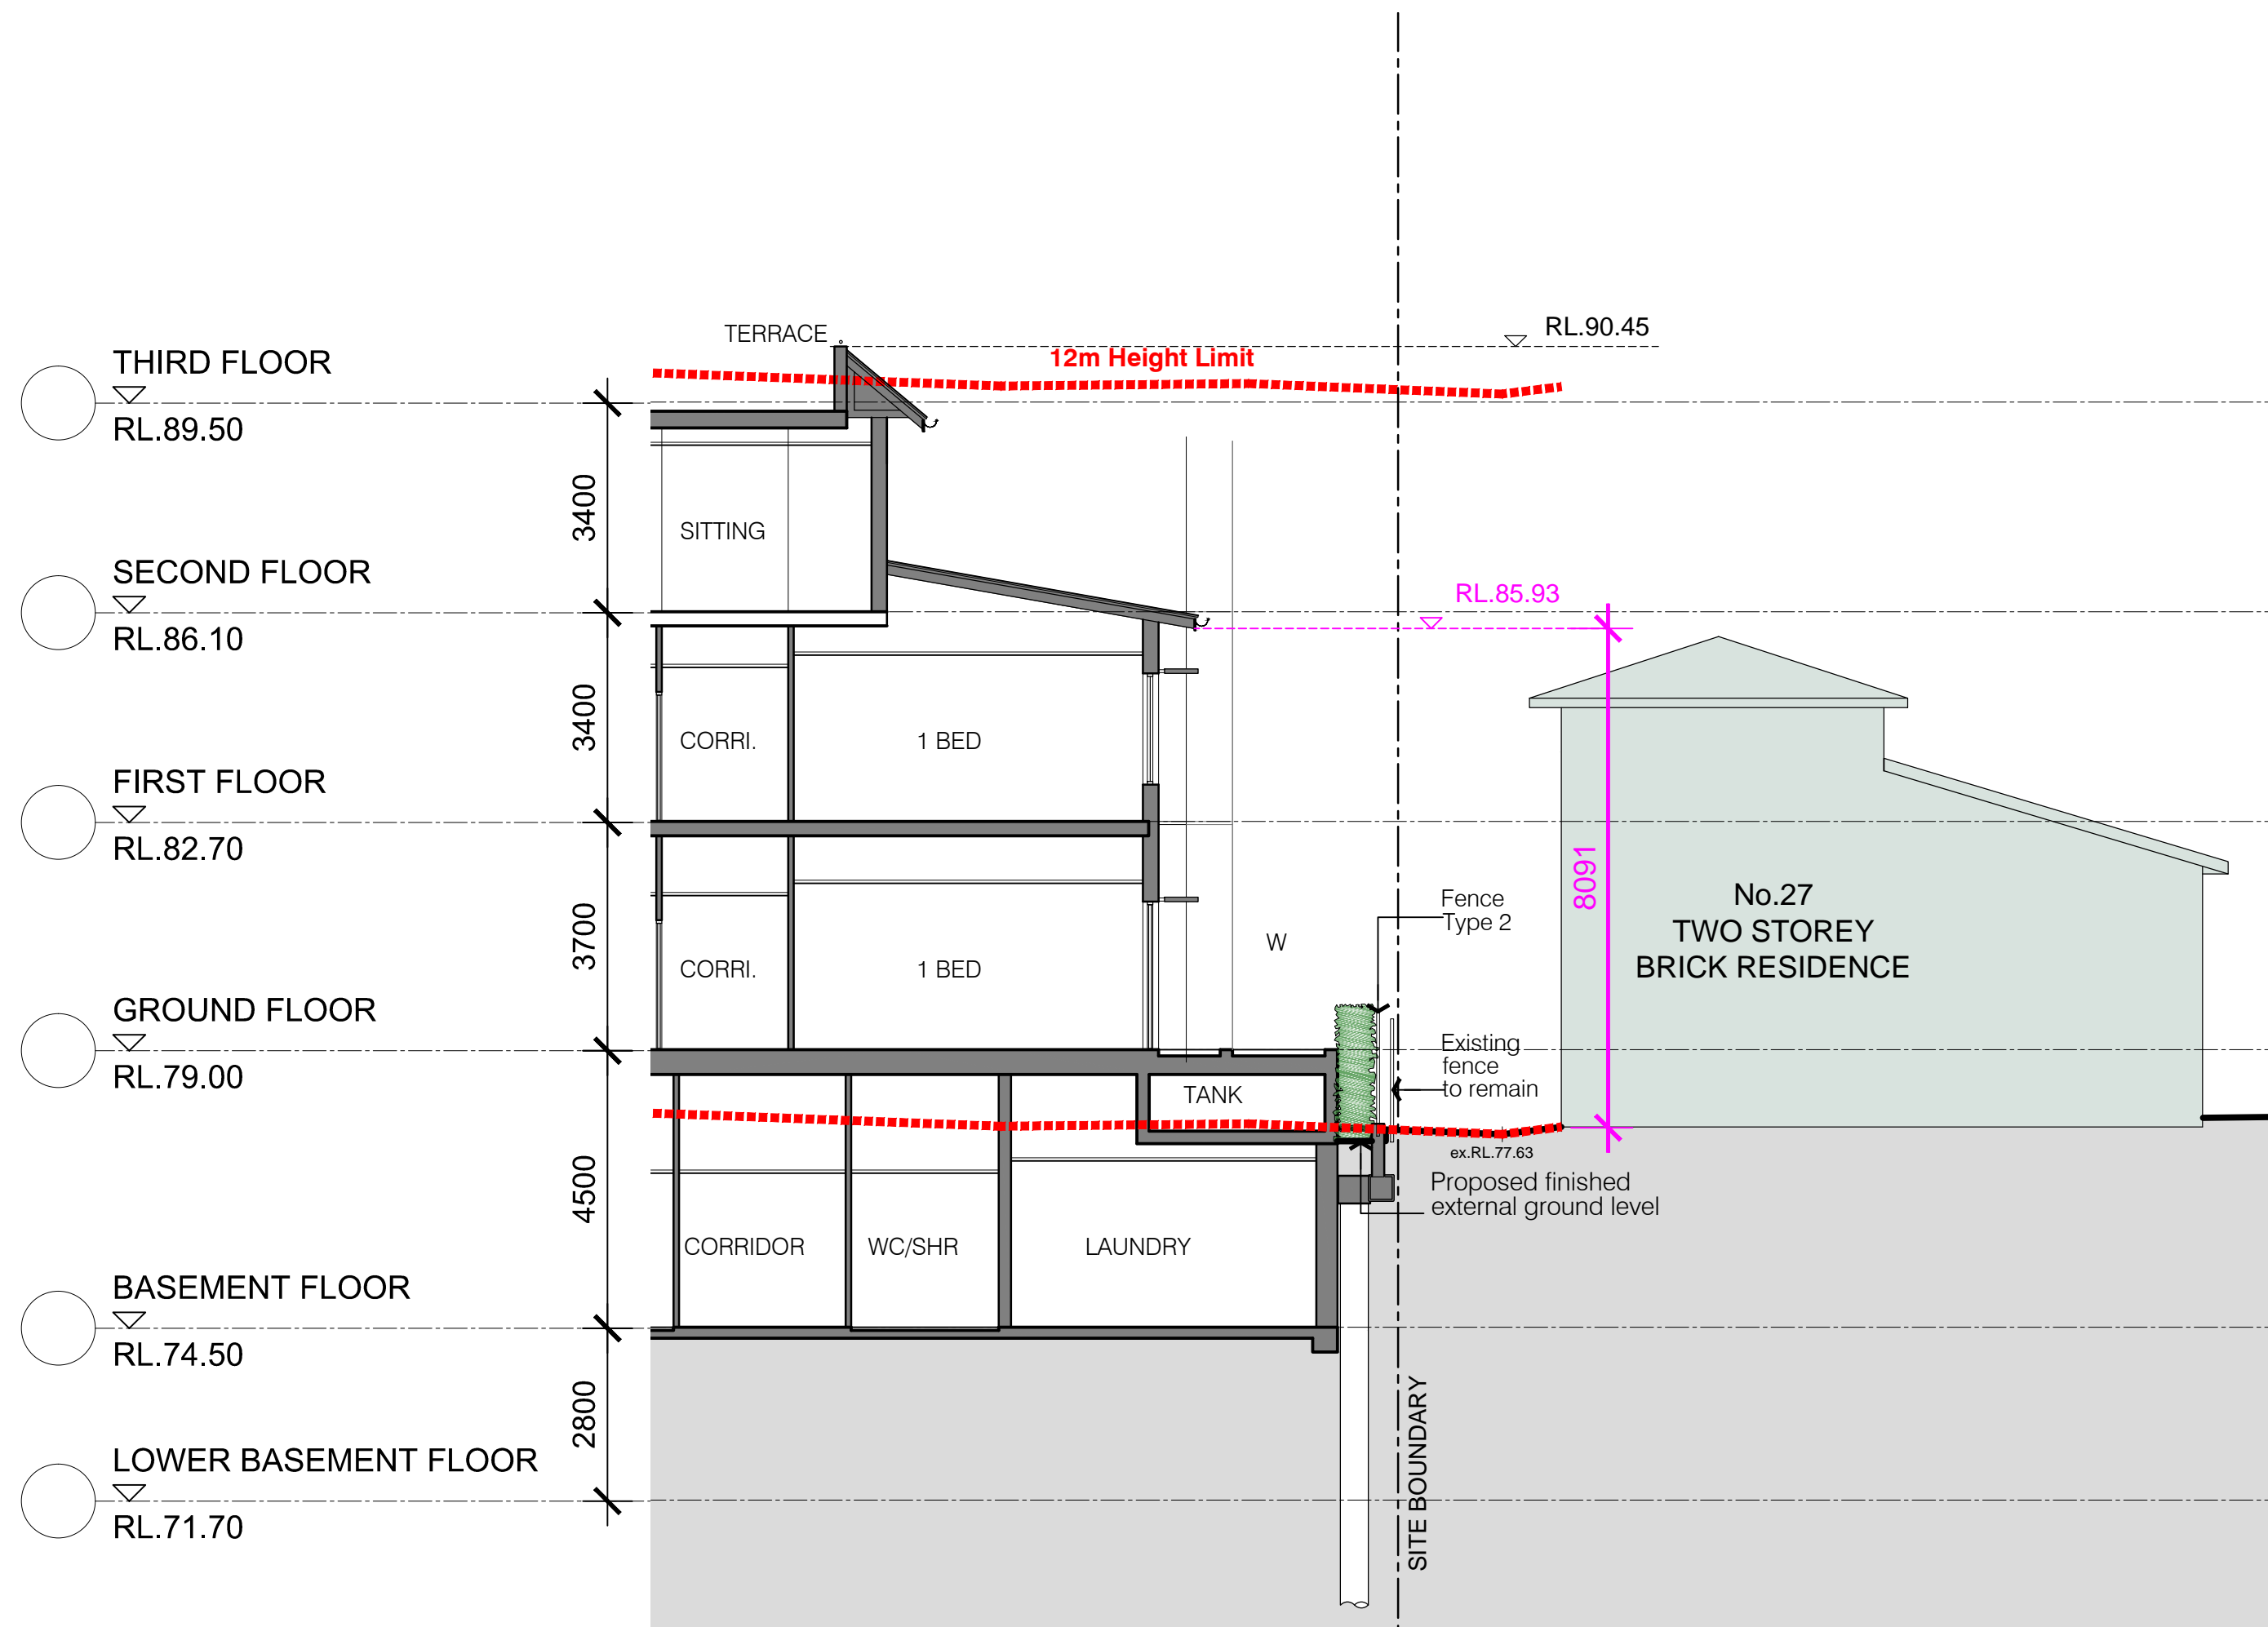 TERRACE
RL.90.45
12m Height Limit
THIRD FLOOR
RL.89.50
3400
SITTING
SECOND FLOOR
RL.86.10
RL.85.93
3400
CORRI.
1 BED
FIRST FLOOR
RL.82.70
8091
No.27
TWO STOREY
BRICK RESIDENCE
Fence
Type 2
3700
W
CORRI.
1 BED
GROUND FLOOR
RL.79.00
Existing
fence
to remain
TANK
ex.RL.77.63
Proposed finished
external ground level
4500
CORRIDOR
WC/SHR
LAUNDRY
BASEMENT FLOOR
RL.74.50
2800
SITE BOUNDARY
LOWER BASEMENT FLOOR
RL.71.70